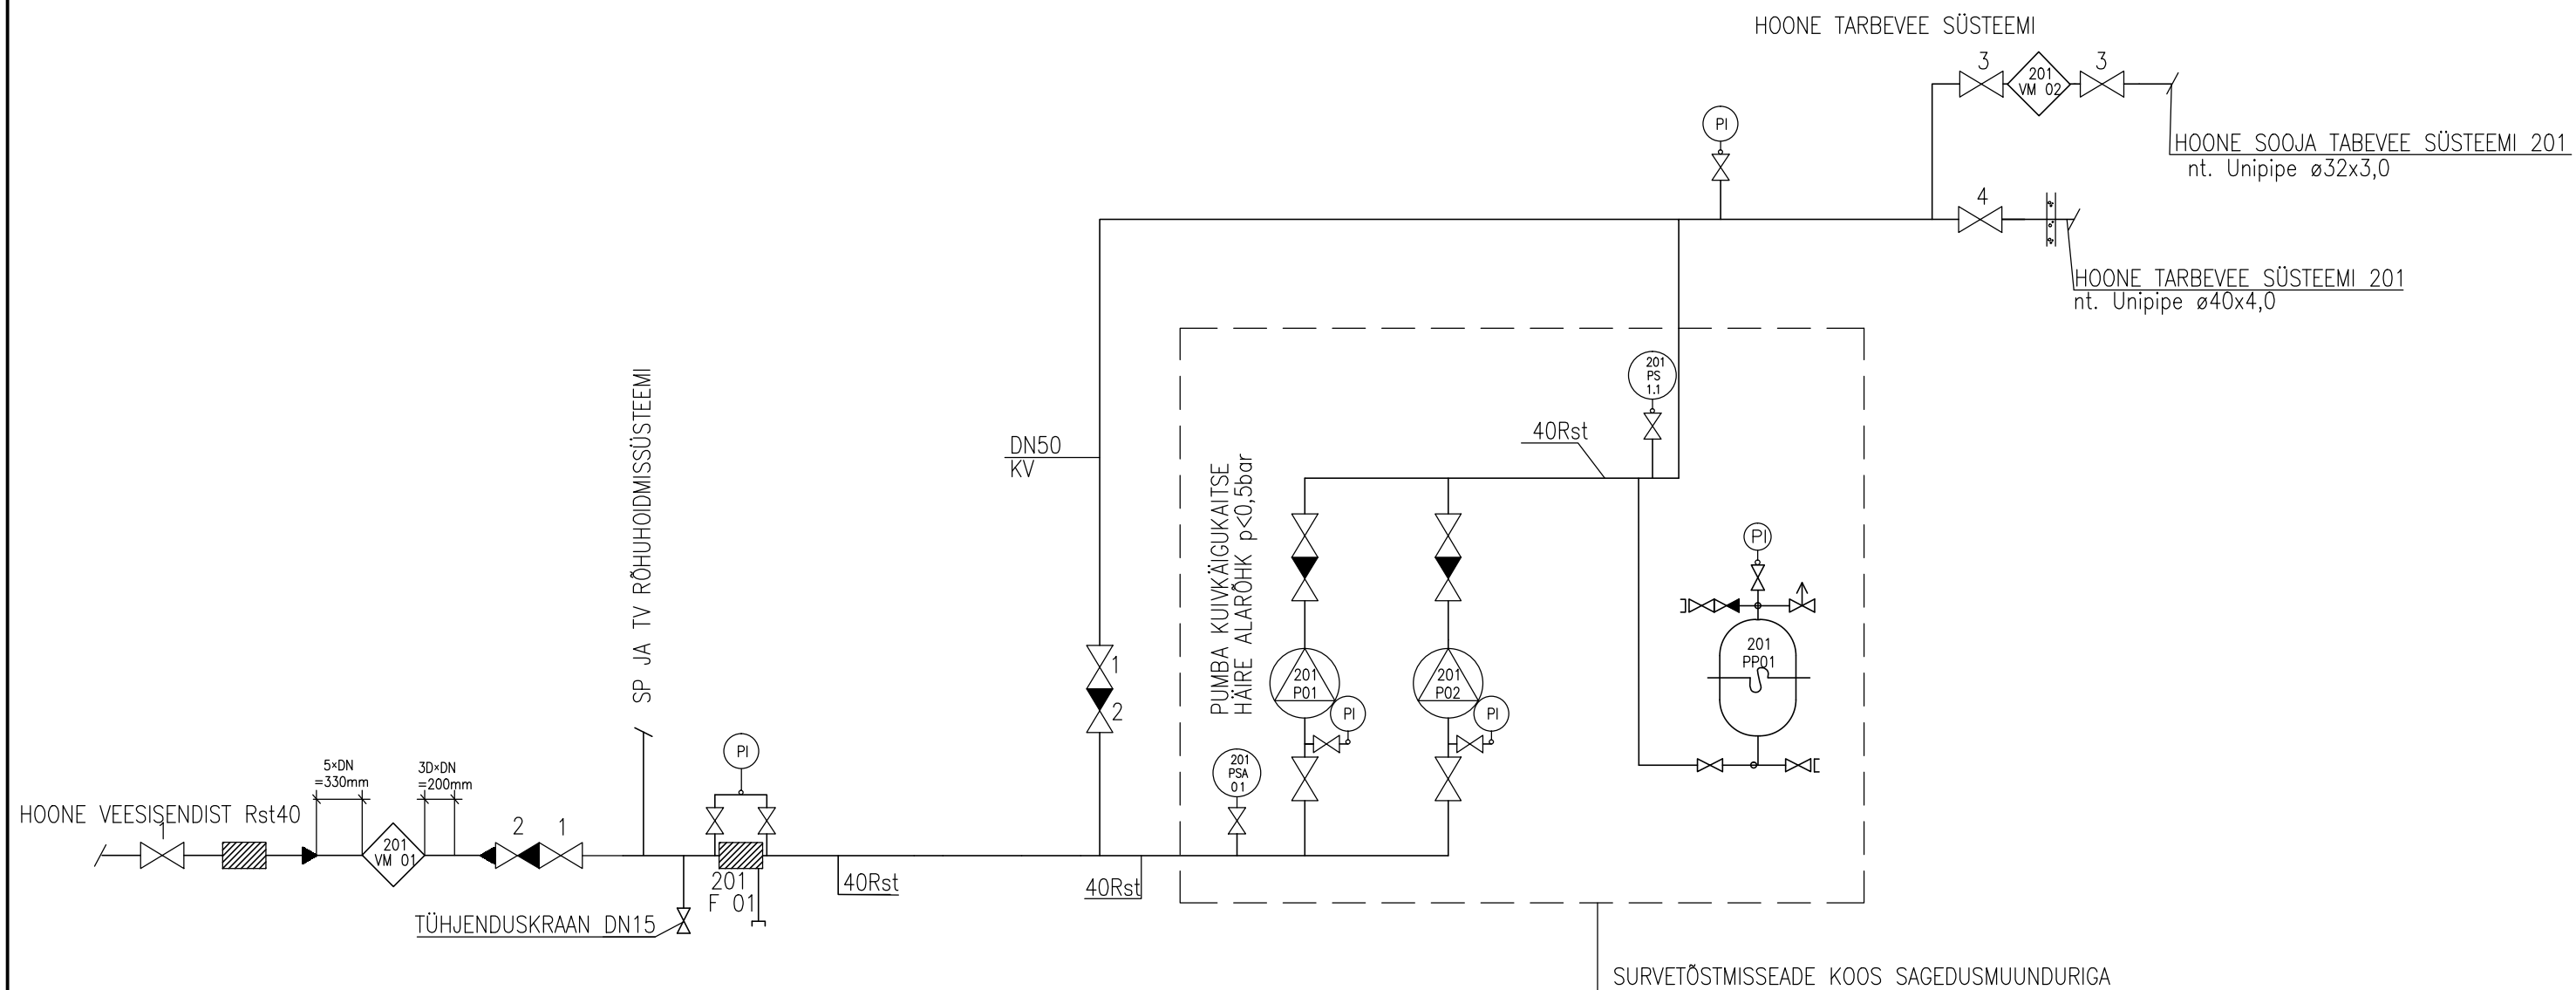 HOONE TARBEVEE SÜSTEEMI
3
201
VM 02
3
PI
HOONE SOOJA TABEVEE SÜSTEEMI 201
nt. Unipipe ø32x3,0
4
HOONE TARBEVEE SÜSTEEMI 201
nt. Unipipe ø40x4,0
201
PS
1.1
40Rst
DN50
KV
SP JA TV RÕHUHOIDMISSÜSTEEMI
PUMBA KUIVKÄIGUKAITSE
HÄIRE ALARÕHK p<0,5bar
PI
201
PP01
1
2
201
P01
PI
201
P02
PI
201
PSA
01
PI
5×DN
=330mm
3D×DN
=200mm
HOONE VEESISENDIST Rst40
1
201
VM 01
2
1
201
F 01
40Rst
40Rst
TÜHJENDUSKRAAN DN15
SURVETÕSTMISSEADE KOOS SAGEDUSMUUNDURIGA